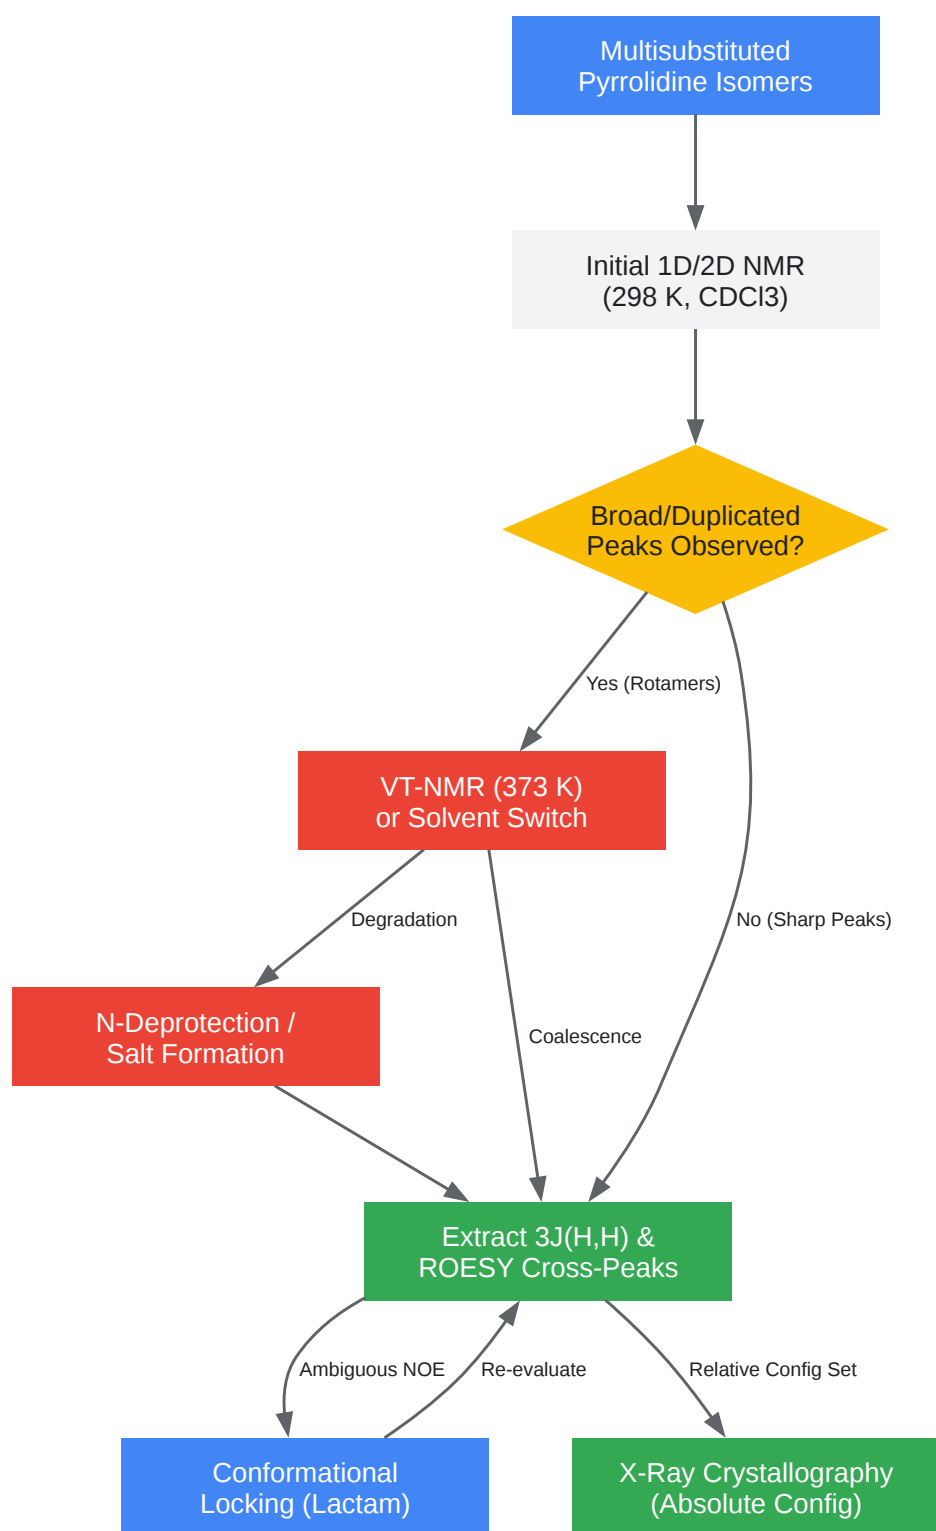 Multisubstituted
Pyrrolidine Isomers
Initial 1D/2D NMR
(298 K, CDCl3)
Broad/Duplicated
Peaks Observed?
Yes (Rotamers)
VT-NMR (373 K)
or Solvent Switch
Degradation
No (Sharp Peaks)
N-Deprotection /
Salt Formation
Coalescence
Extract 3J(H,H) &
ROESY Cross-Peaks
Ambiguous NOE
Re-evaluate
Relative Config Set
Conformational
Locking (Lactam)
X-Ray Crystallography
(Absolute Config)